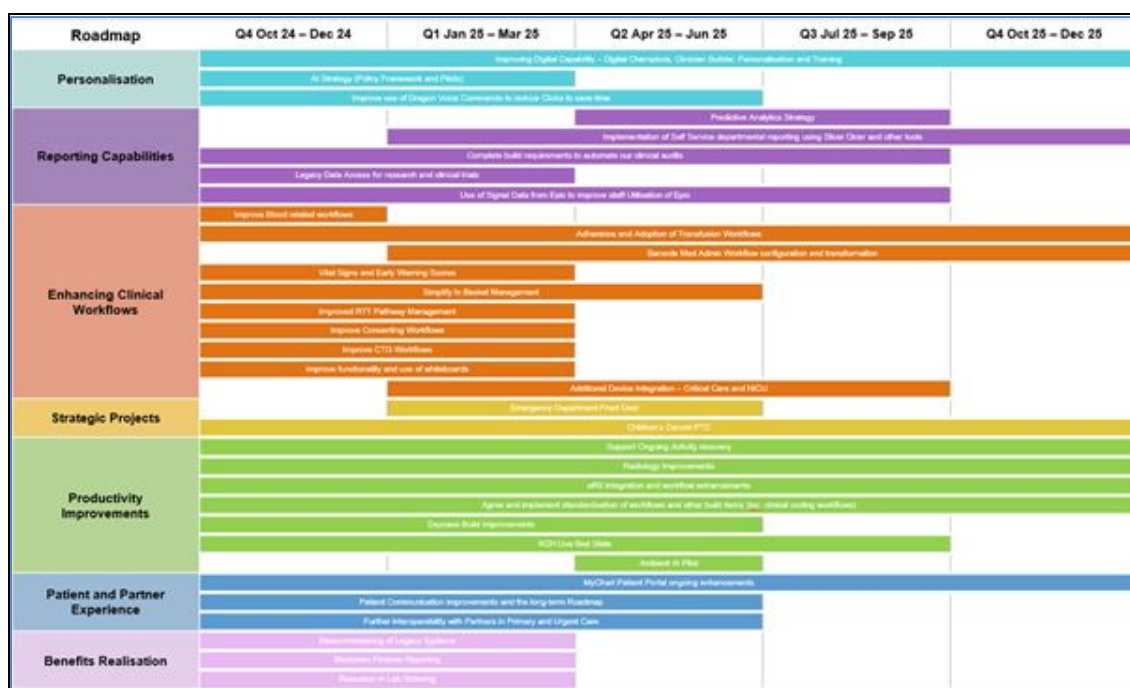 Roadmap
Q4 Oct 24 – Dec 24
Q1 Jan 25 – Mar 25
Q2 Apr 25 – Jun 25
Q3 Jul 25 – Sep 25
Q4 Oct 25 – Dec 25
Personalisation
Improving Digital Capability – Digital Champions, Clinician Builder, Personalisation and Training
AI Strategy (Policy Framework and Pilots)
Improve use of Dragon Voice Commands to reduce Clicks to save time
Reporting Capabilities
Predictive Analytics Strategy
Implementation of Self Service departmental reporting using Slicer Dicer and other tools
Complete build requirements to automate our clinical audits
Legacy Data Access for research and clinical trials
Use of Signal Data from Epic to improve staff Utilisation of Epic
Enhancing Clinical
Workflows
Improve Blood related workflows
Adherence and Adoption of Transfusion Workflows
Barcode Med Admin Workflow configuration and transformation
Vital Signs and Early Warning Scores
Simplify In Basket Management
Improved RTT Pathway Management
Improve Consenting Workflows
Improve CTG Workflows
Improve functionality and use of whiteboards
Additional Device Integration – Critical Care and NICU
Strategic Projects
Emergency Department Front Door
Children's Cancer PTC
Productivity
Improvements
Support Ongoing Activity recovery
Radiology Improvements
eRS integration and workflow enhancements
Agree and implement standardisation of workflows and other build items (inc. clinical coding workflows)
Build Improvements
KCH Live Bed State
Ambient AI Pilot
Patient and Partner
Experience
MyChart Patient Portal ongoing enhancements
Patient Communication improvements and the long-term Roadmap
Further interoperability with Partners in Primary and Urgent Care
Benefits Realisation
Decommissioning of Legacy Systems
Finance Reporting
Reduction in Lab Ordering